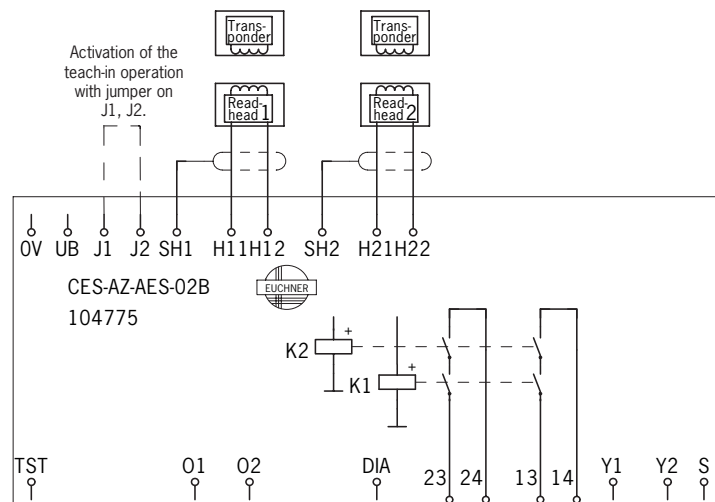 Trans-
ponder
Trans-
ponder
Activation of the
teach-in operation
with jumper on
J1, J2.
Read-
head 1
Read-
head 2
0V UB J1 J2 SH1 H11 H12 SH2 H21 H22
CES-AZ-AES-02B
EUCHNER
104775
K2 +
K1 +
TST O1 O2 DIA 23 24 13 14 Y1 Y2 S